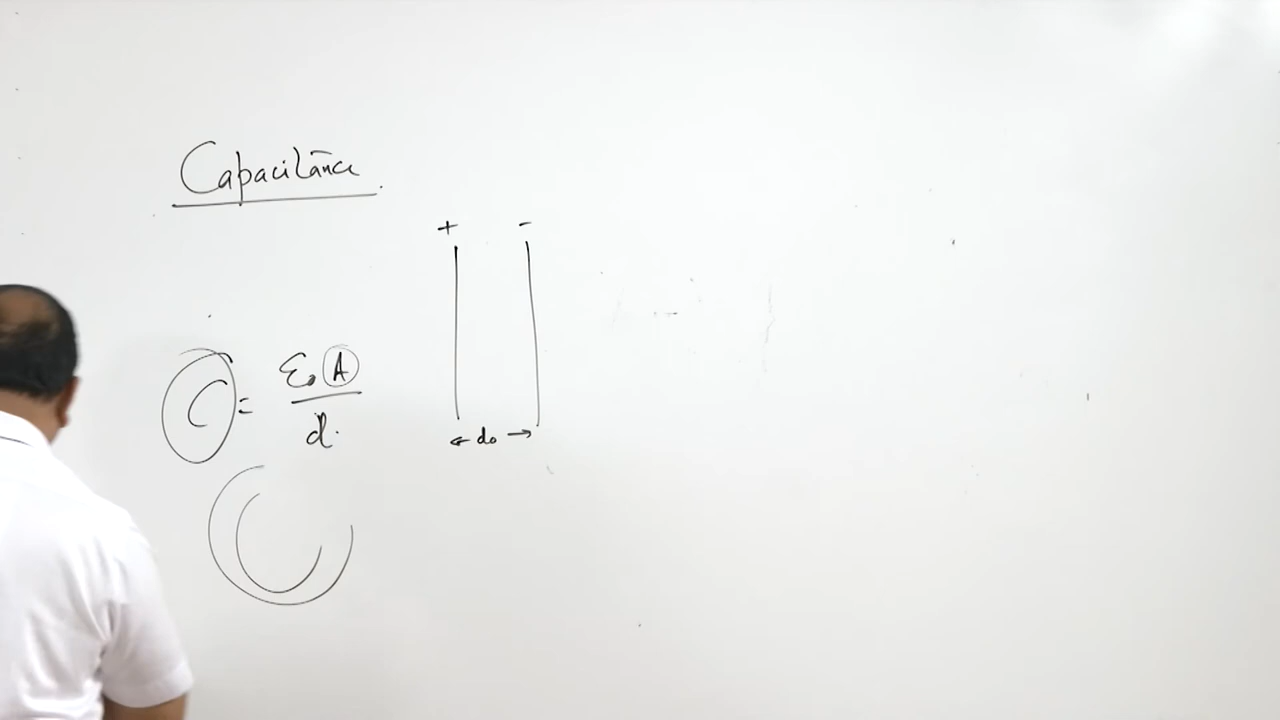 Capacitance
+ -
C = ε₀A / d
← d₀ →